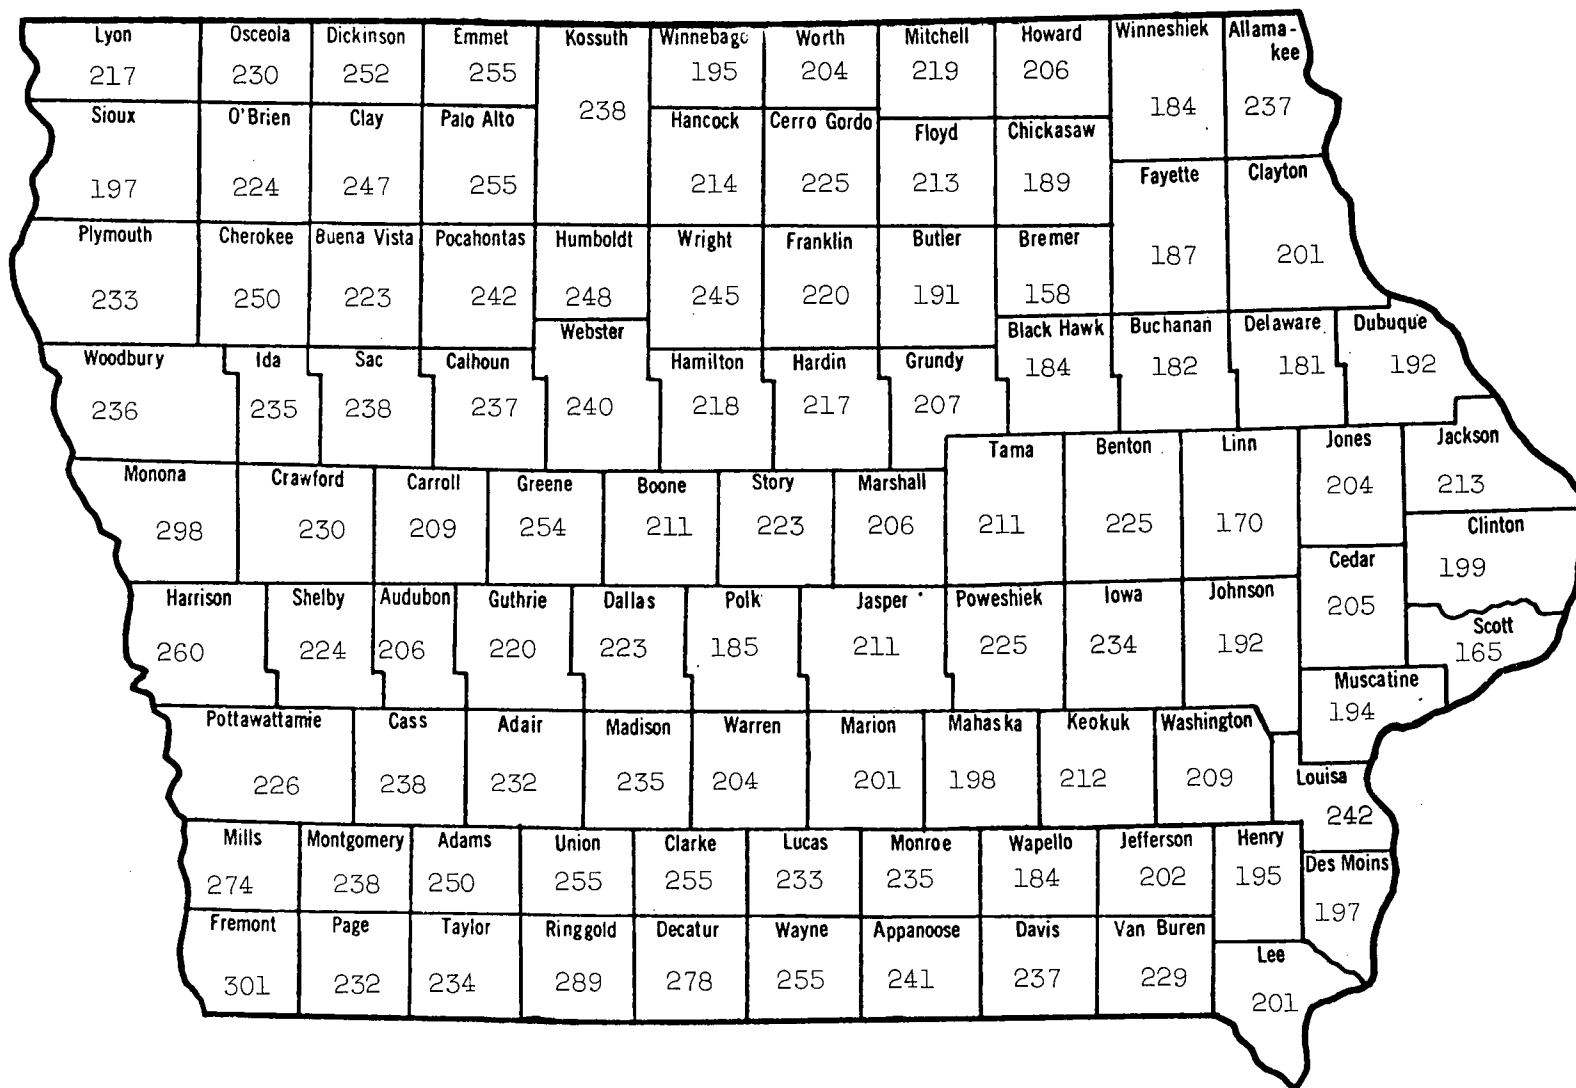 Lyon Osceola Dickinson Emmet Kossuth Winnebago Worth Mitchell Howard Winneshiek Allama-
kee
217 230 252 255 238 195 204 219 206 184 237
Sioux O'Brien Clay Palo Alto Hancock Cerro Gordo Floyd Chickasaw
197 224 247 255 214 225 213 189
Fayette Clayton
187 201
Plymouth Cherokee Buena Vista Pocahontas Humboldt Wright Franklin Butler Bremer
233 250 223 242 248 245 220 191 158
Black Hawk Buchanan Delaware Dubuque
184 182 181 192
Woodbury Ida Sac Calhoun Webster Hamilton Hardin Grundy
236 235 238 237 240 218 217 207
Tama Benton Linn Jones Jackson
211 225 170 204 213
Monona Crawford Carroll Greene Boone Story Marshall
298 230 209 254 211 223 206
Clinton
199
Cedar
205
Harrison Shelby Audubon Guthrie Dallas Polk Jasper Poweshiek Iowa Johnson
260 224 206 220 223 185 211 225 234 192
Scott
165
Muscatine
194
Pottawattamie Cass Adair Madison Warren Marion Mahaska Keokuk Washington
226 238 232 235 204 201 198 212 209
Louisa
242
Mills Montgomery Adams Union Clarke Lucas Monroe Wapello Jefferson Henry
274 238 250 255 255 233 235 184 202 195
Des Moins
197
Fremont Page Taylor Ringgold Decatur Wayne Appanoose Davis Van Buren
301 232 234 289 278 255 241 237 229
Lee
201